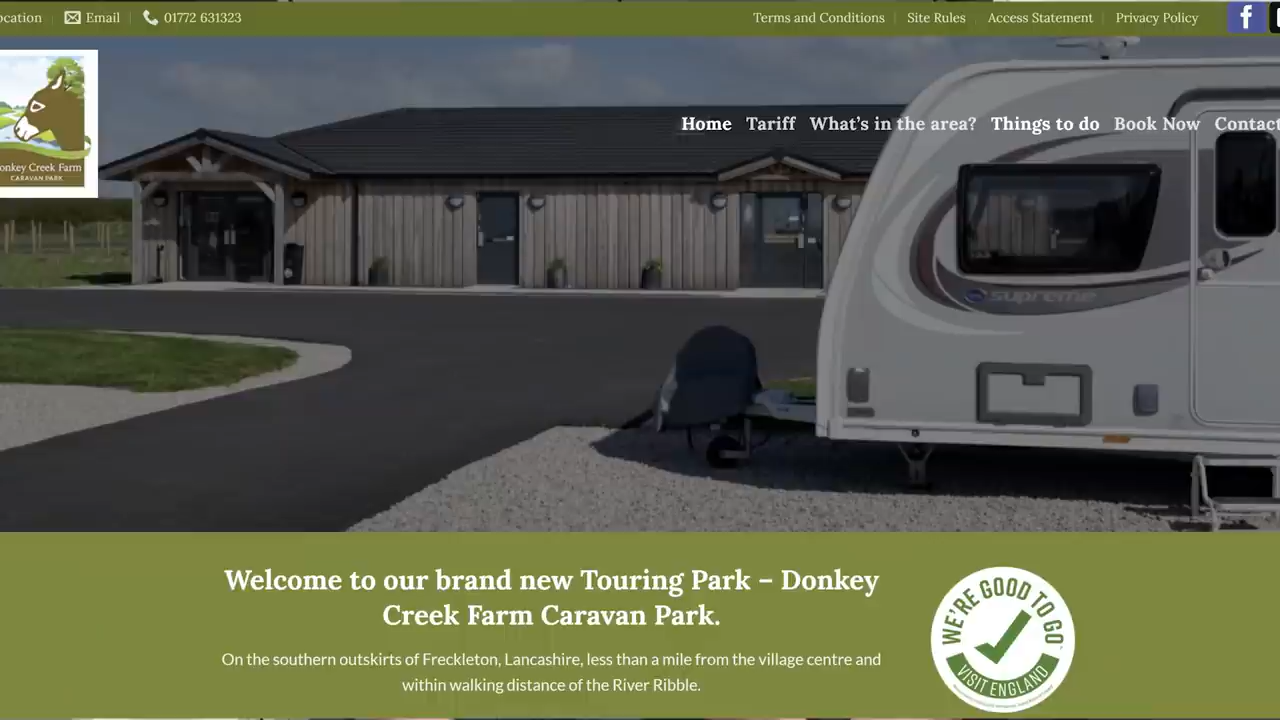 ocation
Email
01772 631323
Terms and Conditions
Site Rules
Access Statement
Privacy Policy
f
onkey Creek Farm
CARAVAN PARK
Home
Tariff
What's in the area?
Things to do
Book Now
Contact
supreme
Welcome to our brand new Touring Park – Donkey
Creek Farm Caravan Park.
On the southern outskirts of Freckleton, Lancashire, less than a mile from the village centre and
within walking distance of the River Ribble.
WE'RE GOOD TO GO
VISIT ENGLAND